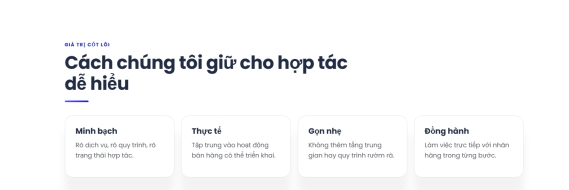 GIÁ TRỊ CỐT LÕI
Cách chúng tôi giữ cho hợp tác
dễ hiểu
Minh bạch
Rõ dịch vụ, rõ quy trình, rõ
trạng thái hợp tác.
Thực tế
Tập trung vào hoạt động
bán hàng có thể triển khai.
Gọn nhẹ
Không thêm tầng trung
gian hay quy trình rườm rà.
Đồng hành
Làm việc trực tiếp với nhãn
hàng trong từng bước.